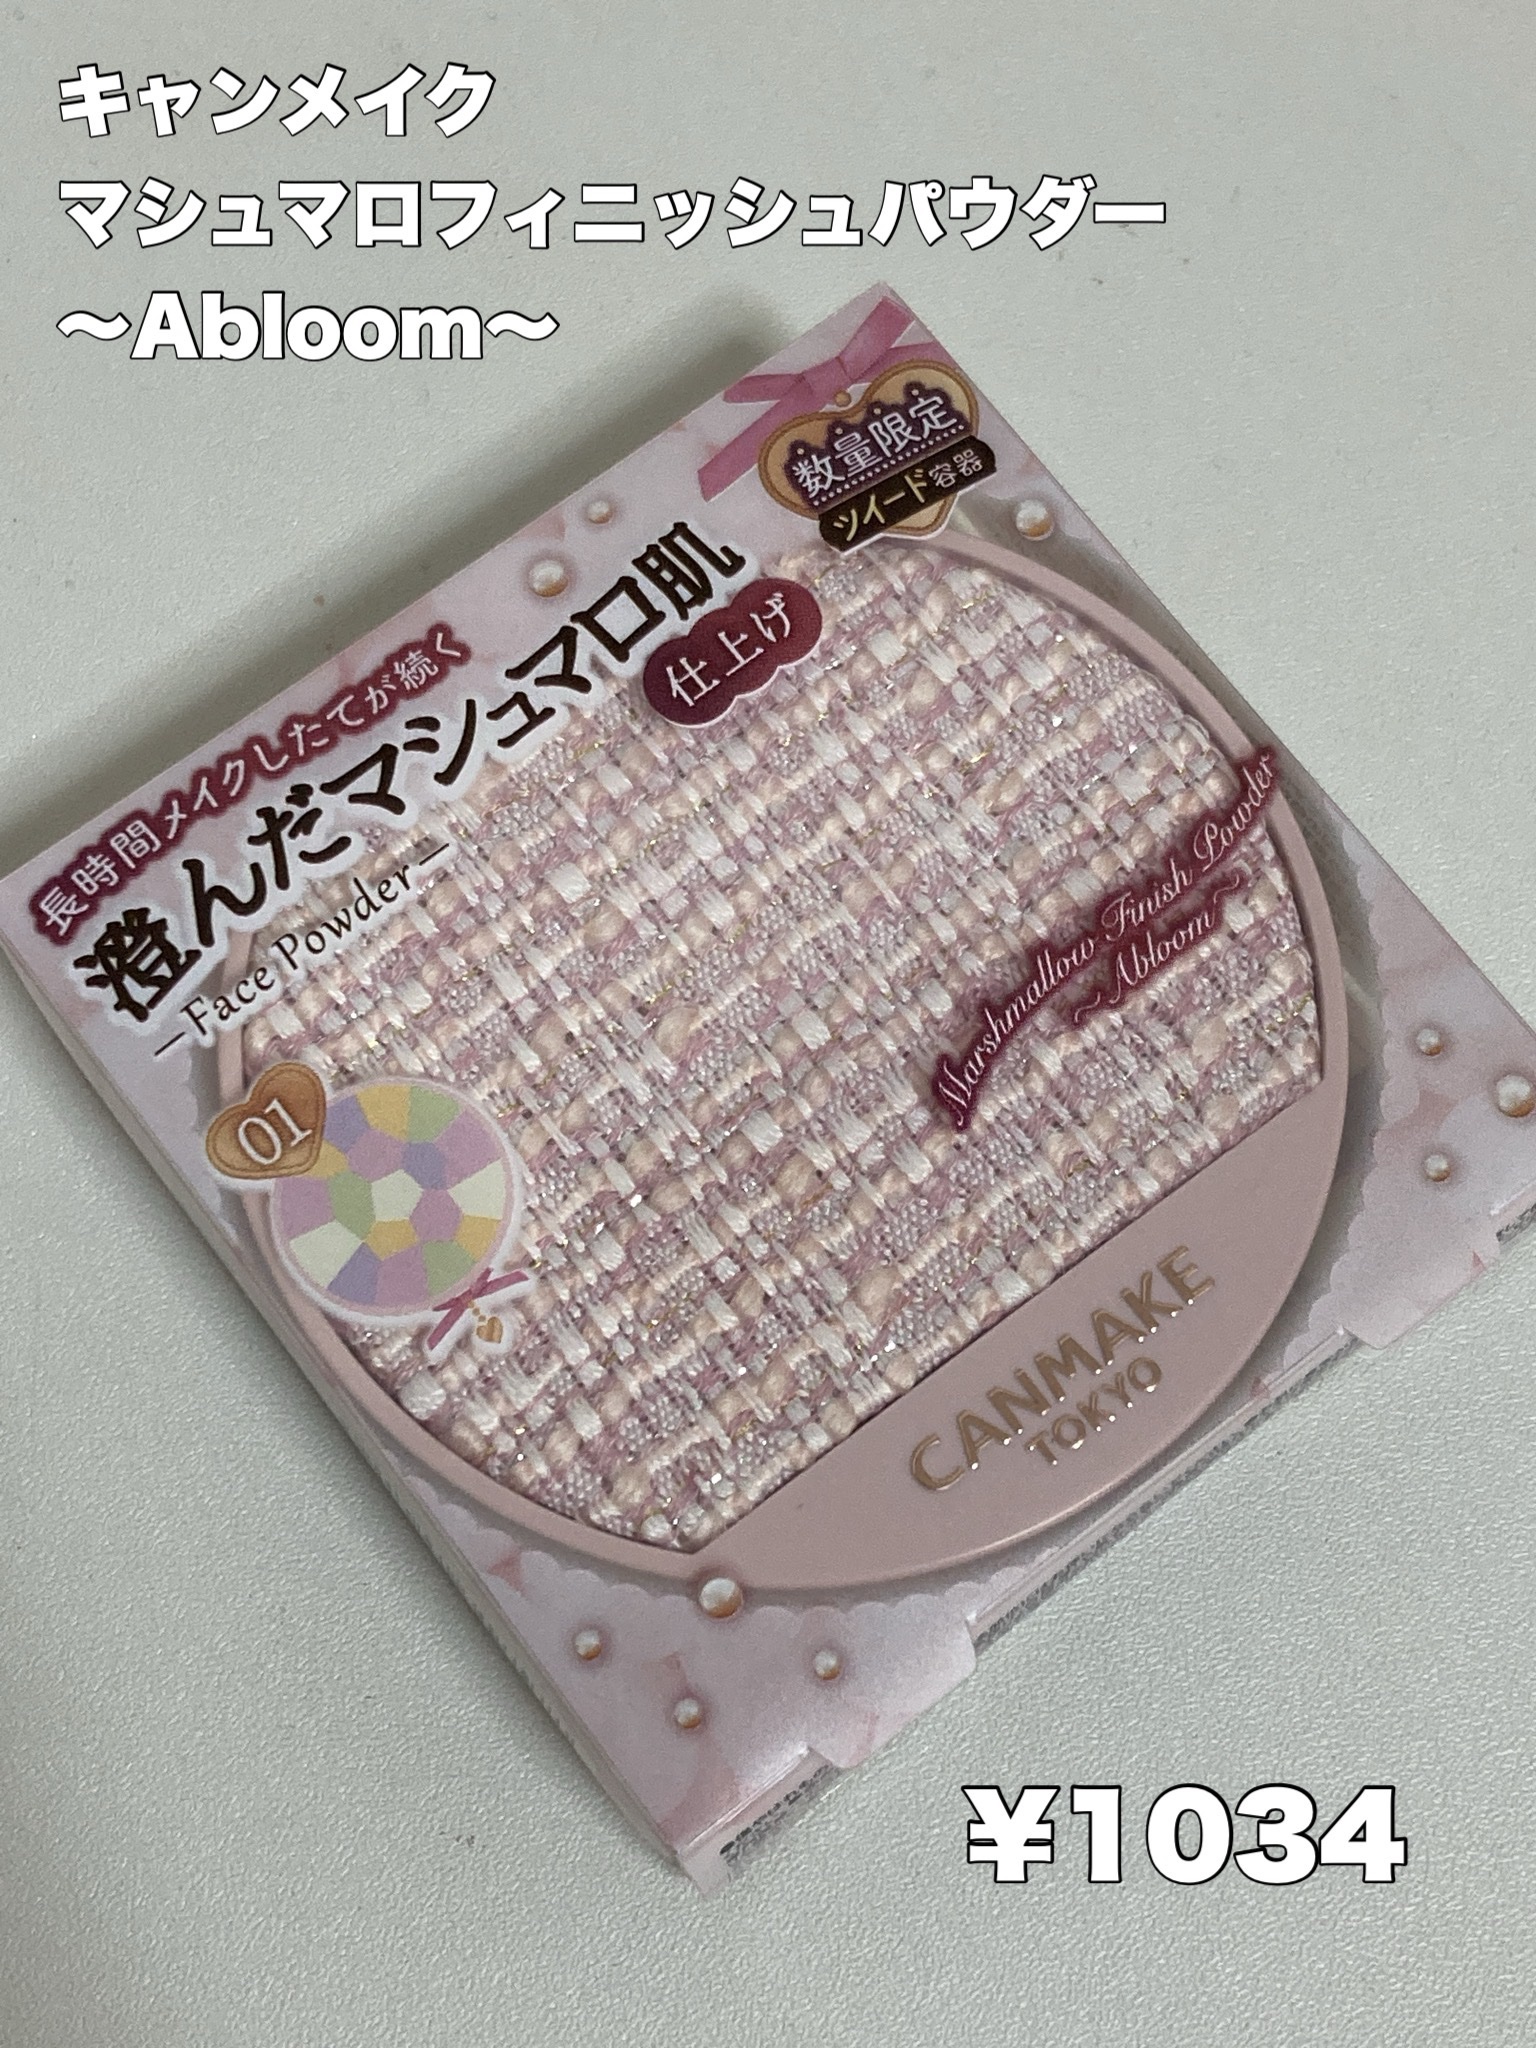 キャンメイク
マシュマロフィニッシュパウダー
〜Abloom〜
数量限定
ツイード容器
長時間メイクしたてが続く
澄んだマシュマロ肌
仕上げ
−Face Powder−
Marshmallow Finish Powder
〜Abloom〜
01
CANMAKE
TOKYO
¥1034